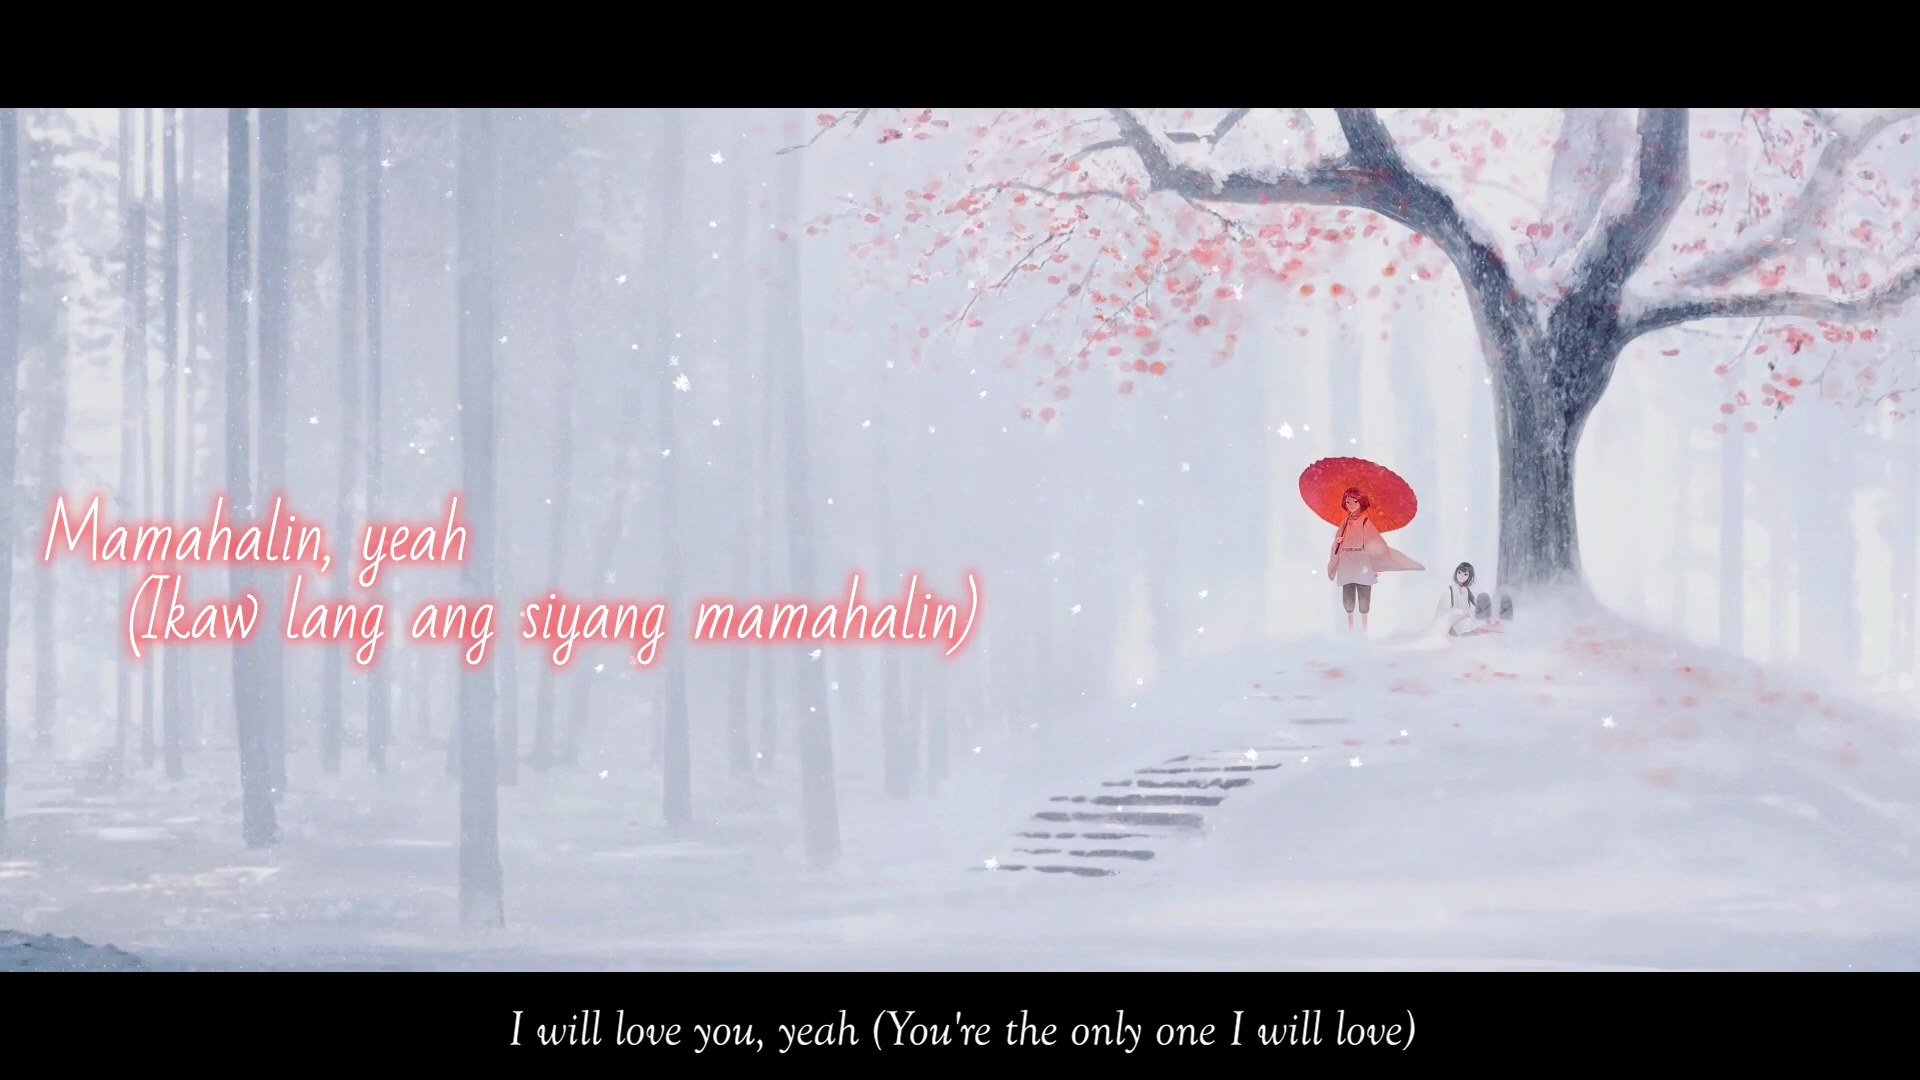 Mamahalin, yeah
(Ikaw lang ang siyang mamahalin)
I will love you, yeah (You're the only one I will love)